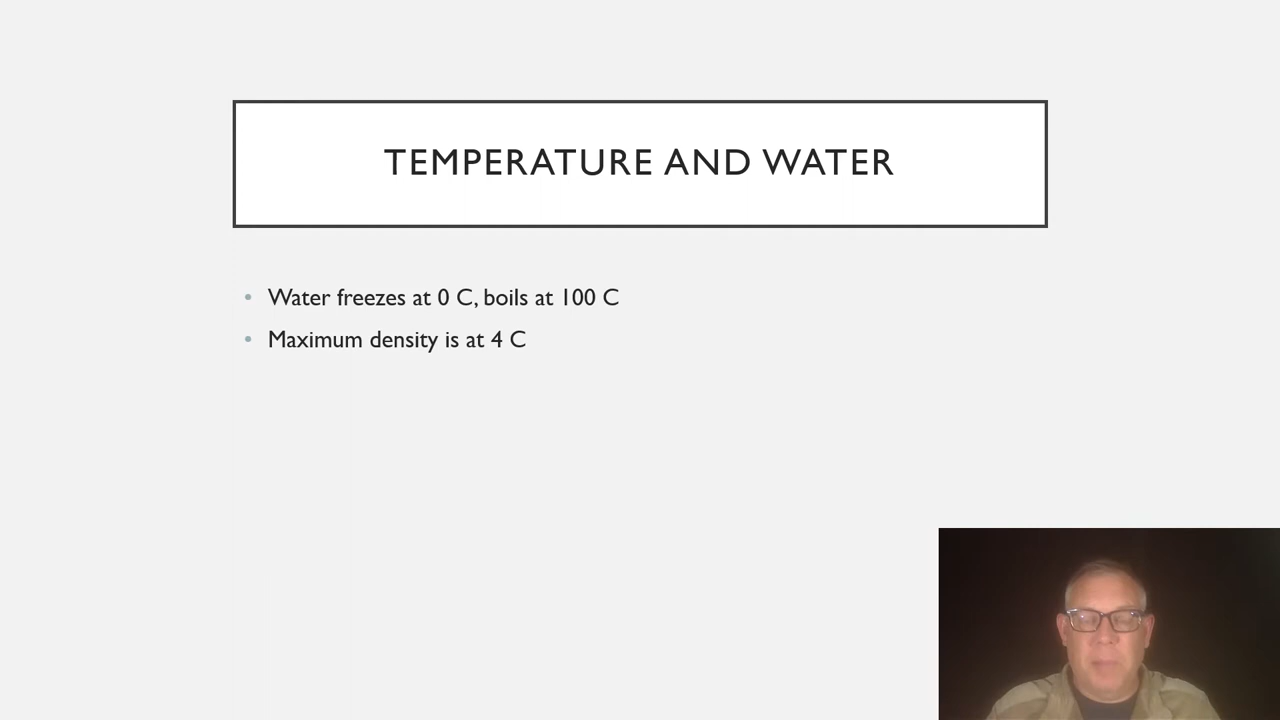 TEMPERATURE AND WATER
• Water freezes at 0 C, boils at 100 C
• Maximum density is at 4 C